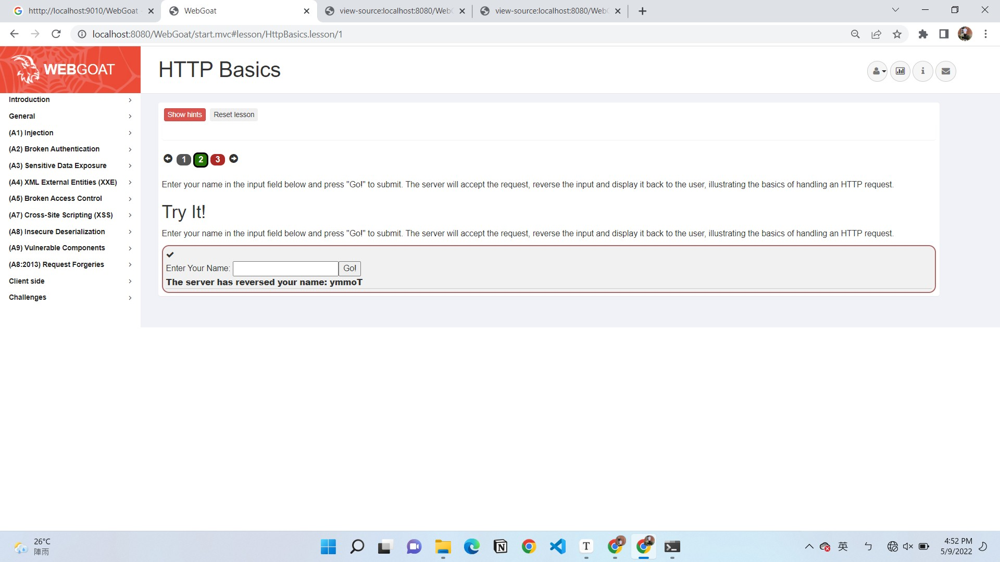 htttp://localhost:9010/WebGoat
WebGoat
view-source:localhost:8080/Web
view-source:localhost:8080/Web
localhost:8080/WebGoat/start.mvc#lesson/HttpBasics.lesson/1
WEBGOAT
HTTP Basics
Introduction
General
(A1) Injection
(A2) Broken Authentication
(A3) Sensitive Data Exposure
(A4) XML External Entities (XXE)
(A5) Broken Access Control
(A7) Cross-Site Scripting (XSS)
(A8) Insecure Deserialization
(A9) Vulnerable Components
(A8:2013) Request Forgeries
Client side
Challenges
Show hints Reset lesson
1 2 3
Enter your name in the input field below and press "Go!" to submit. The server will accept the request, reverse the input and display it back to the user, illustrating the basics of handling an HTTP request.
Try It!
Enter your name in the input field below and press "Go!" to submit. The server will accept the request, reverse the input and display it back to the user, illustrating the basics of handling an HTTP request.
Enter Your Name: Go!
The server has reversed your name: ymmoT
26°C
陣雨
英 ㄅ
4:52 PM
5/9/2022